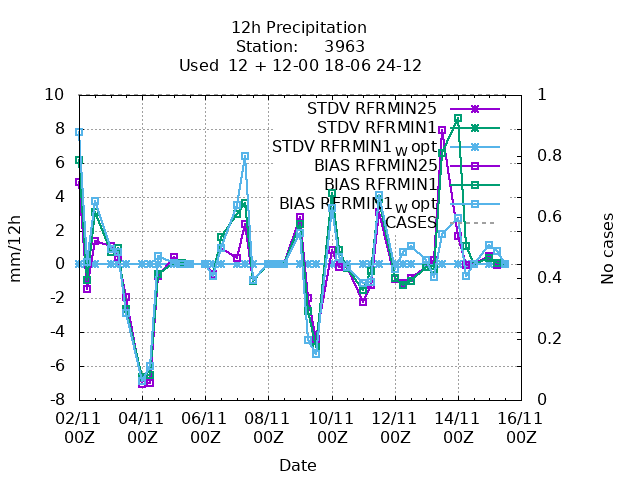 12h Precipitation
Station: 3963
Used 12 + 12-00 18-06 24-12
10 1
STDV RFRMIN25
8 STDV RFRMIN1
STDV RFRMIN1w opt 0.8
6 BIAS RFRMIN25
BIAS RFRMIN1
4 BIAS RFRMIN1w opt
CASES 0.6
2
0 0.4
-2
-4 0.2
-6
-8 0
mm/12h
No cases
02/11 04/11 06/11 08/11 10/11 12/11 14/11 16/11
00Z 00Z 00Z 00Z 00Z 00Z 00Z 00Z
Date